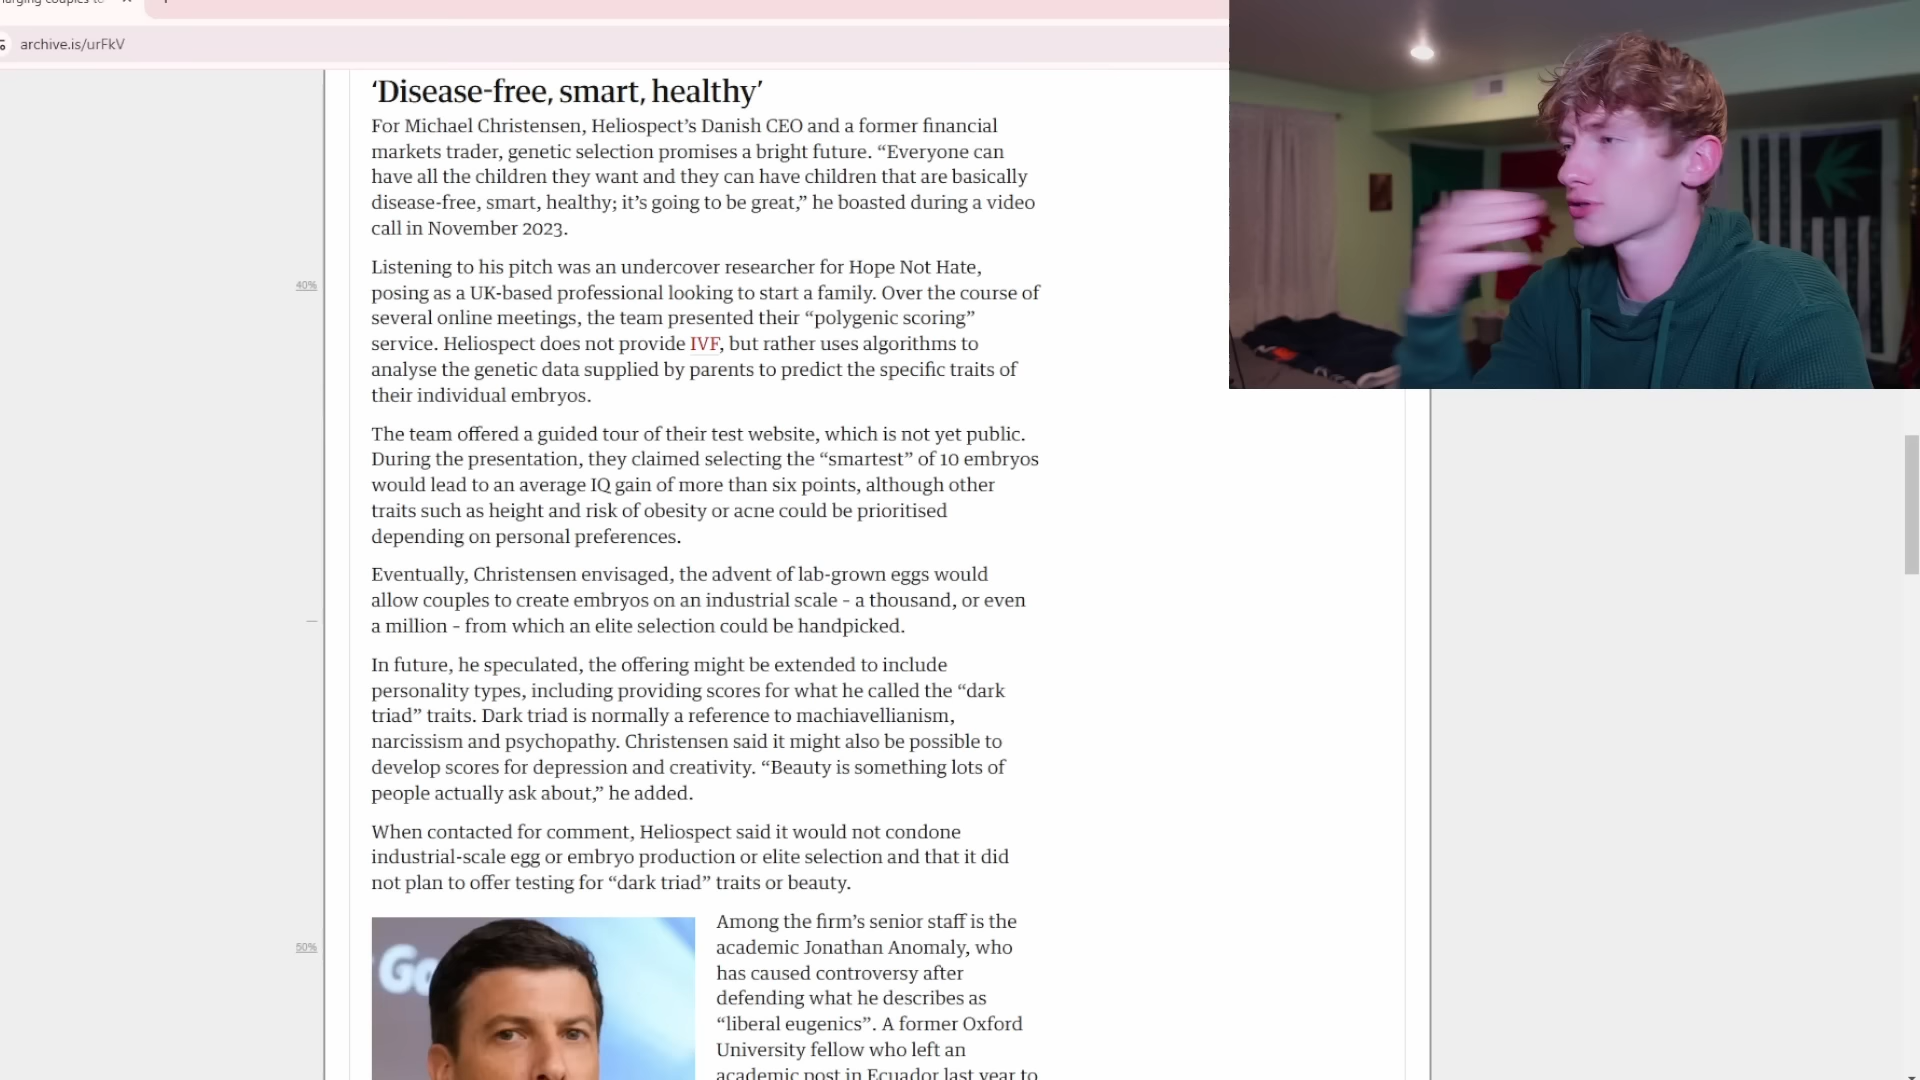 archive.is/urFkV
‘Disease-free, smart, healthy’
For Michael Christensen, Heliospect’s Danish CEO and a former financial
markets trader, genetic selection promises a bright future. “Everyone can
have all the children they want and they can have children that are basically
disease-free, smart, healthy; it’s going to be great,” he boasted during a video
call in November 2023.
Listening to his pitch was an undercover researcher for Hope Not Hate,
40%
posing as a UK-based professional looking to start a family. Over the course of
several online meetings, the team presented their “polygenic scoring”
service. Heliospect does not provide IVF, but rather uses algorithms to
analyse the genetic data supplied by parents to predict the specific traits of
their individual embryos.
The team offered a guided tour of their test website, which is not yet public.
During the presentation, they claimed selecting the “smartest” of 10 embryos
would lead to an average IQ gain of more than six points, although other
traits such as height and risk of obesity or acne could be prioritised
depending on personal preferences.
Eventually, Christensen envisaged, the advent of lab-grown eggs would
allow couples to create embryos on an industrial scale – a thousand, or even
a million – from which an elite selection could be handpicked.
In future, he speculated, the offering might be extended to include
personality types, including providing scores for what he called the “dark
triad” traits. Dark triad is normally a reference to machiavellianism,
narcissism and psychopathy. Christensen said it might also be possible to
develop scores for depression and creativity. “Beauty is something lots of
people actually ask about,” he added.
When contacted for comment, Heliospect said it would not condone
industrial-scale egg or embryo production or elite selection and that it did
not plan to offer testing for “dark triad” traits or beauty.
50%
Go
Among the firm’s senior staff is the
academic Jonathan Anomaly, who
has caused controversy after
defending what he describes as
“liberal eugenics”. A former Oxford
University fellow who left an
academic post in Ecuador last year to